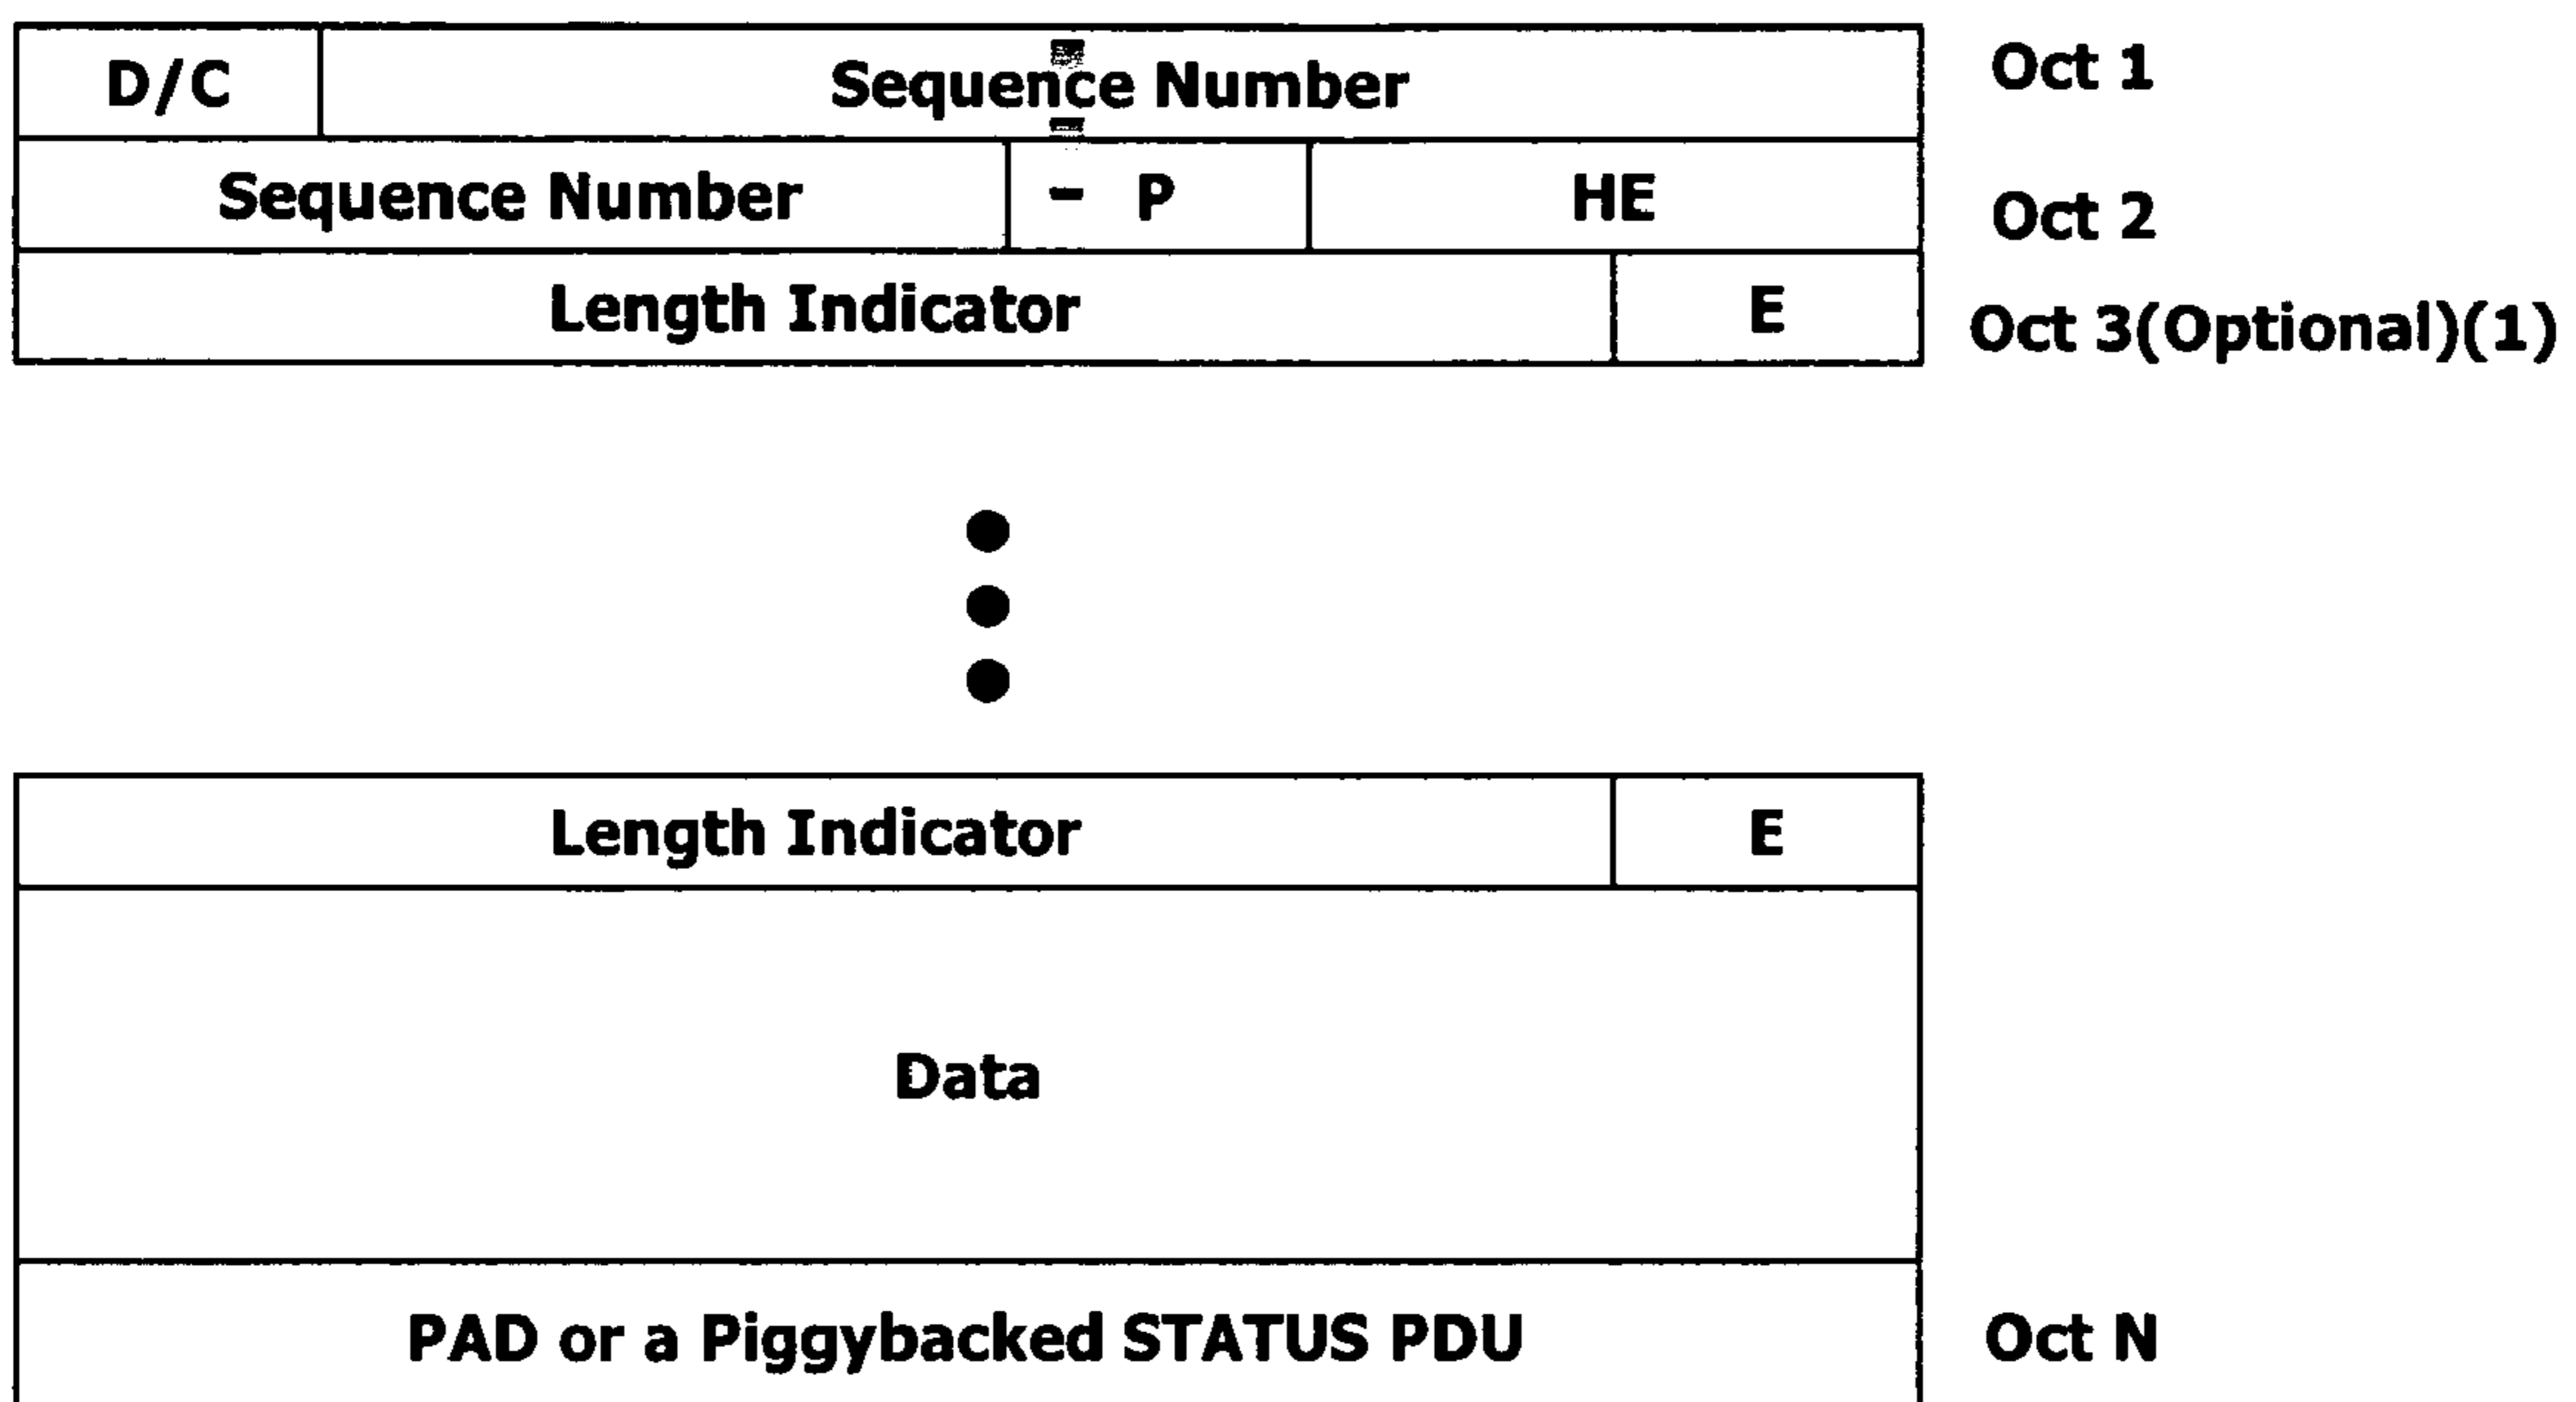 D/C Sequence Number Oct 1
Sequence Number P HE Oct 2
Length Indicator E Oct 3(Optional)(1)
Length Indicator E
Data
PAD or a Piggybacked STATUS PDU Oct N